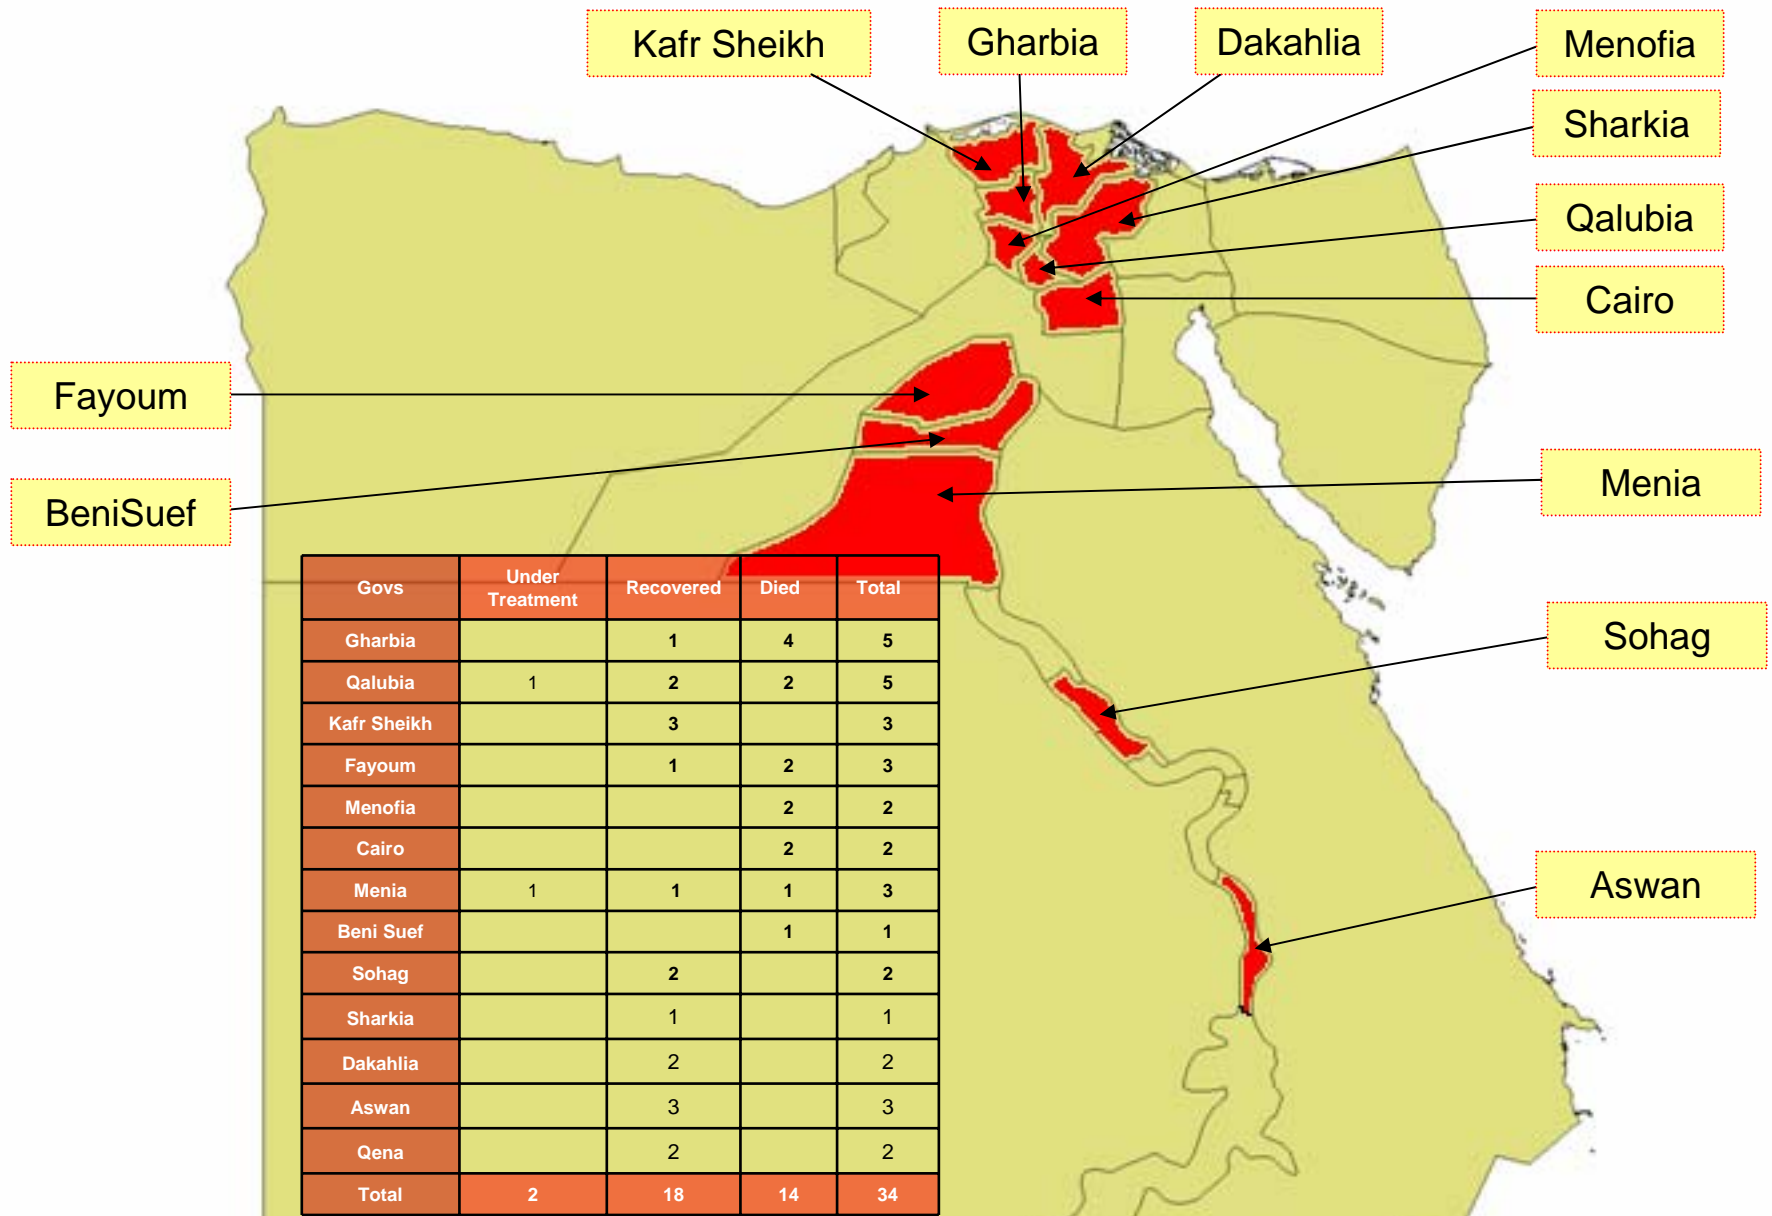 Kafr Sheikh
Gharbia
Dakahlia
Menofia
Sharkia
Qalubia
Cairo
Fayoum
BeniSuef
Menia
Sohag
Aswan
Govs Under Treatment Recovered Died Total
Gharbia 1 4 5
Qalubia 1 2 2 5
Kafr Sheikh 3 3
Fayoum 1 2 3
Menofia 2 2
Cairo 2 2
Menia 1 1 1 3
Beni Suef 1 1
Sohag 2 2
Sharkia 1 1
Dakahlia 2 2
Aswan 3 3
Qena 2 2
Total 2 18 14 34